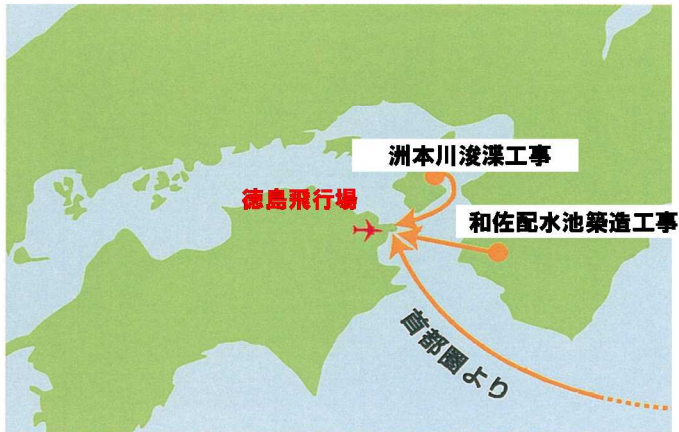 洲本川浚渫工事
徳島飛行場
和佐配水池築造工事
首都圏より